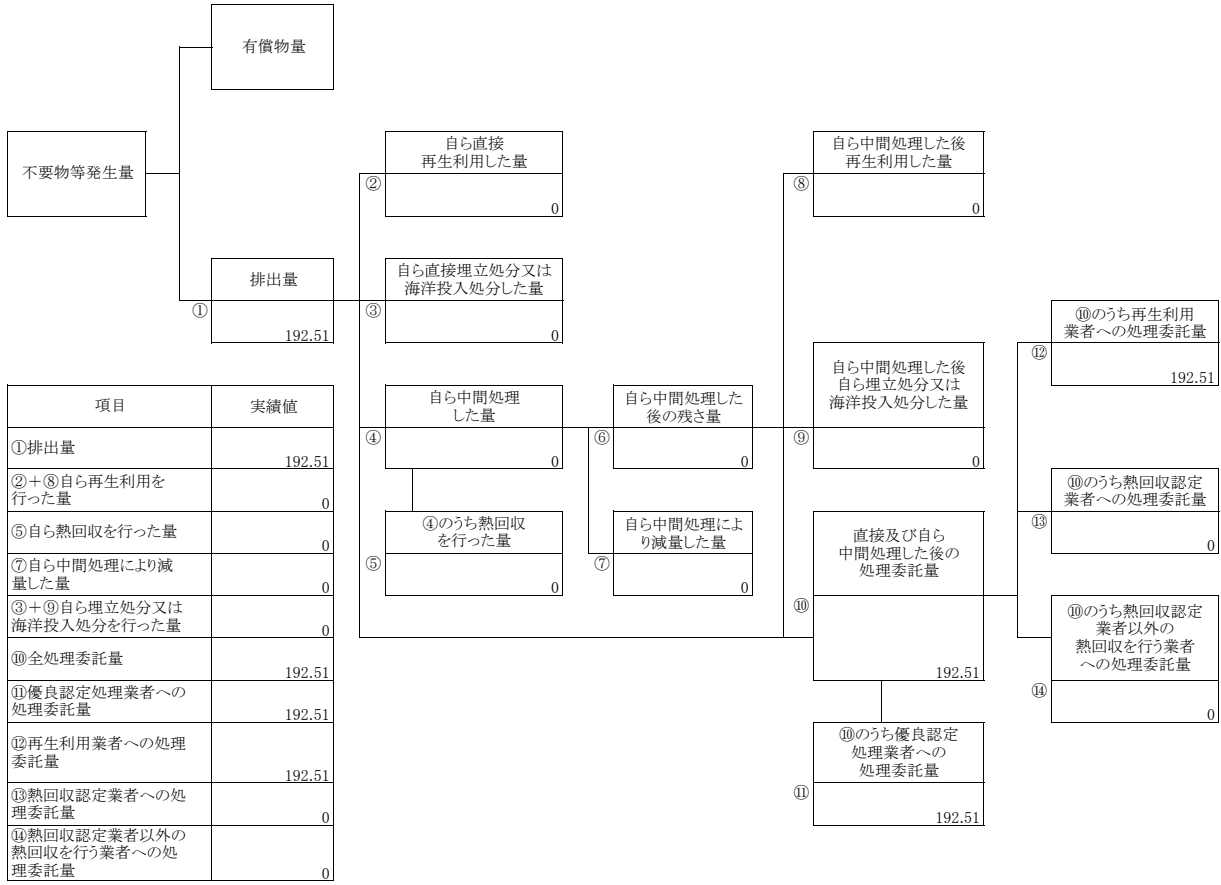 有償物量
不要物等発生量
自ら直接
再生利用した量
②
0
自ら中間処理した後
再生利用した量
⑧
0
排出量
①
192.51
自ら直接埋立処分又は
海洋投入処分した量
③
0
⑩のうち再生利用
業者への処理委託量
⑫
192.51
自ら中間処理
した量
④
0
自ら中間処理した
後の残さ量
⑥
0
自ら中間処理した後
自ら埋立処分又は
海洋投入処分した量
⑨
0
⑩のうち熱回収認定
業者への処理委託量
⑬
0
④のうち熱回収
を行った量
⑤
0
自ら中間処理によ
り減量した量
⑦
0
直接及び自ら
中間処理した後の
処理委託量
⑩
192.51
⑩のうち熱回収認定
業者以外の
熱回収を行う業者
への処理委託量
⑭
0
⑩のうち優良認定
処理業者への
処理委託量
⑪
192.51
項目 実績値
①排出量
192.51
②＋⑧自ら再生利用を
行った量
0
⑤自ら熱回収を行った量
0
⑦自ら中間処理により減
量した量
0
③＋⑨自ら埋立処分又は
海洋投入処分を行った量
0
⑩全処理委託量
192.51
⑪優良認定処理業者への
処理委託量
192.51
⑫再生利用業者への処理
委託量
192.51
⑬熱回収認定業者への処
理委託量
0
⑭熱回収認定業者以外の
熱回収を行う業者への処
理委託量
0